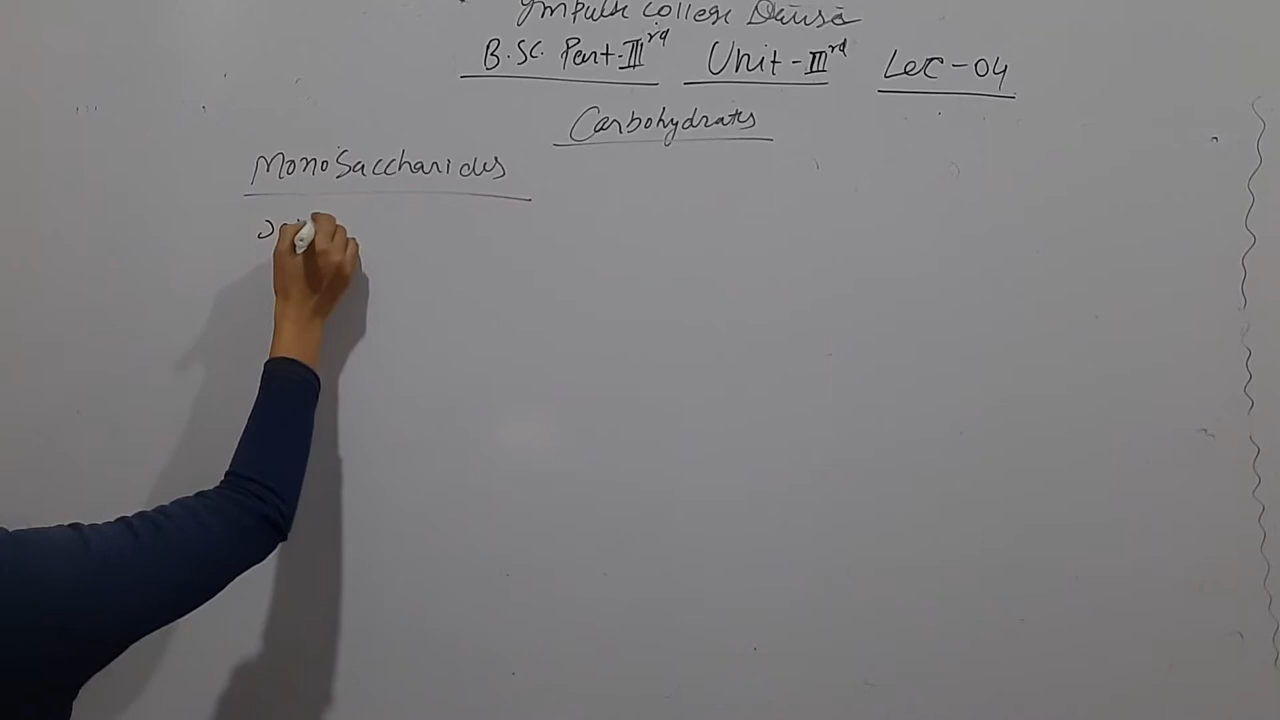 Impulse College Dausa
B.SC. Part-III rd Unit-III rd Lec-04
Carbohydrates
Monosaccharides